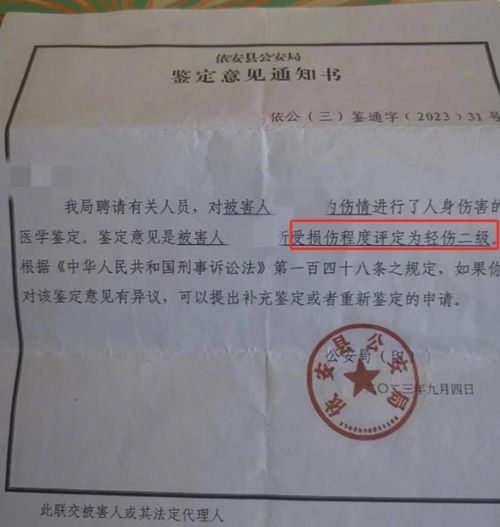 依安县公安局
鉴定意见通知书
依公（三）鉴通字〔2023〕31号
我局聘请有关人员，对被害人 的伤情进行了人身伤害的
医学鉴定。鉴定意见是被害人 所受损伤程度评定为轻伤二级。
根据《中华人民共和国刑事诉讼法》第一百四十八条之规定，如果你
对该鉴定意见有异议，可以提出补充鉴定或者重新鉴定的申请。
公安局（印）
二〇二三年九月四日
依安县公安局
此联交被害人或其法定代理人